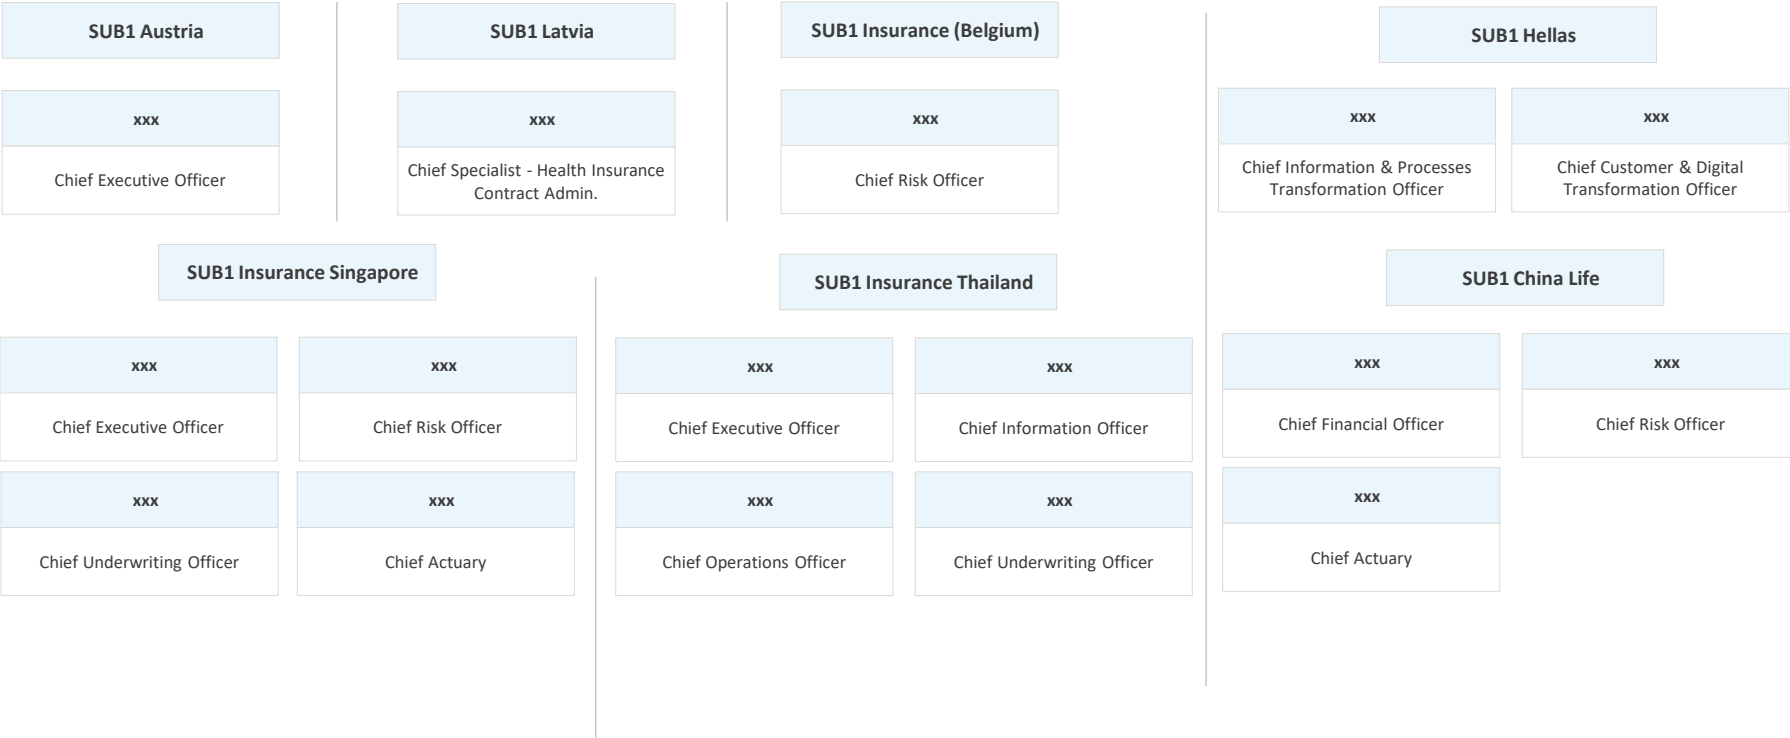 SUB1 Austria
xxx
Chief Executive Officer
SUB1 Latvia
xxx
Chief Specialist - Health Insurance
Contract Admin.
SUB1 Insurance (Belgium)
xxx
Chief Risk Officer
SUB1 Hellas
xxx
Chief Information & Processes
Transformation Officer
xxx
Chief Customer & Digital
Transformation Officer
SUB1 Insurance Singapore
xxx
Chief Executive Officer
xxx
Chief Risk Officer
xxx
Chief Underwriting Officer
xxx
Chief Actuary
SUB1 Insurance Thailand
xxx
Chief Executive Officer
xxx
Chief Information Officer
xxx
Chief Operations Officer
xxx
Chief Underwriting Officer
SUB1 China Life
xxx
Chief Financial Officer
xxx
Chief Risk Officer
xxx
Chief Actuary